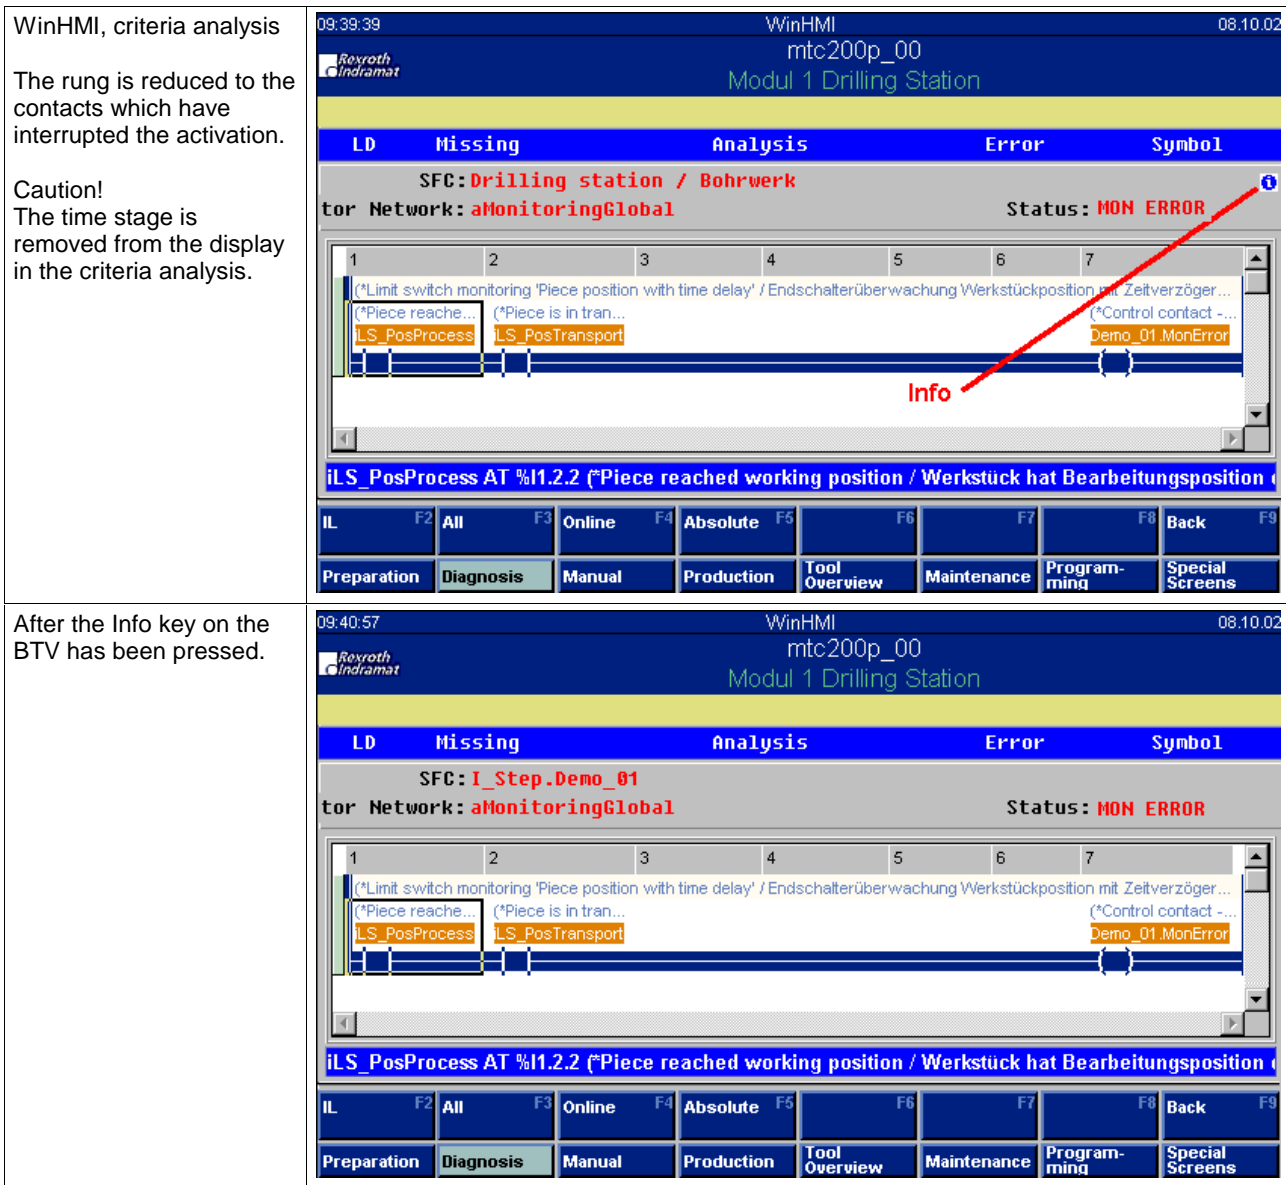 WinHMI, criteria analysis
The rung is reduced to the
contacts which have
interrupted the activation.
Caution!
The time stage is
removed from the display
in the criteria analysis.
09:39:39 WinHMI 08.10.02
Rexroth
Indramat
mtc200p_00
Modul 1 Drilling Station
LD Missing Analysis Error Symbol
SFC: Drilling station / Bohrwerk
tor Network: aMonitoringGlobal Status: MON ERROR
1 2 3 4 5 6 7
(*Limit switch monitoring 'Piece position with time delay' / Endschalterüberwachung Werkstückposition mit Zeitverzöger...
(*Piece reache... (*Piece is in tran... (*Control contact -...
iLS_PosProcess iLS_PosTransport Demo_01.MonError
Info
iLS_PosProcess AT %I1.2.2 (*Piece reached working position / Werkstück hat Bearbeitungsposition
IL F2 All F3 Online F4 Absolute F5 F6 F7 F8 Back F9
Preparation Diagnosis Manual Production Tool Overview Maintenance Program-ming Special Screens
After the Info key on the
BTV has been pressed.
09:40:57 WinHMI 08.10.02
Rexroth
Indramat
mtc200p_00
Modul 1 Drilling Station
LD Missing Analysis Error Symbol
SFC: I_Step.Demo_01
tor Network: aMonitoringGlobal Status: MON ERROR
1 2 3 4 5 6 7
(*Limit switch monitoring 'Piece position with time delay' / Endschalterüberwachung Werkstückposition mit Zeitverzöger...
(*Piece reache... (*Piece is in tran... (*Control contact -...
iLS_PosProcess iLS_PosTransport Demo_01.MonError
iLS_PosProcess AT %I1.2.2 (*Piece reached working position / Werkstück hat Bearbeitungsposition
IL F2 All F3 Online F4 Absolute F5 F6 F7 F8 Back F9
Preparation Diagnosis Manual Production Tool Overview Maintenance Program-ming Special Screens